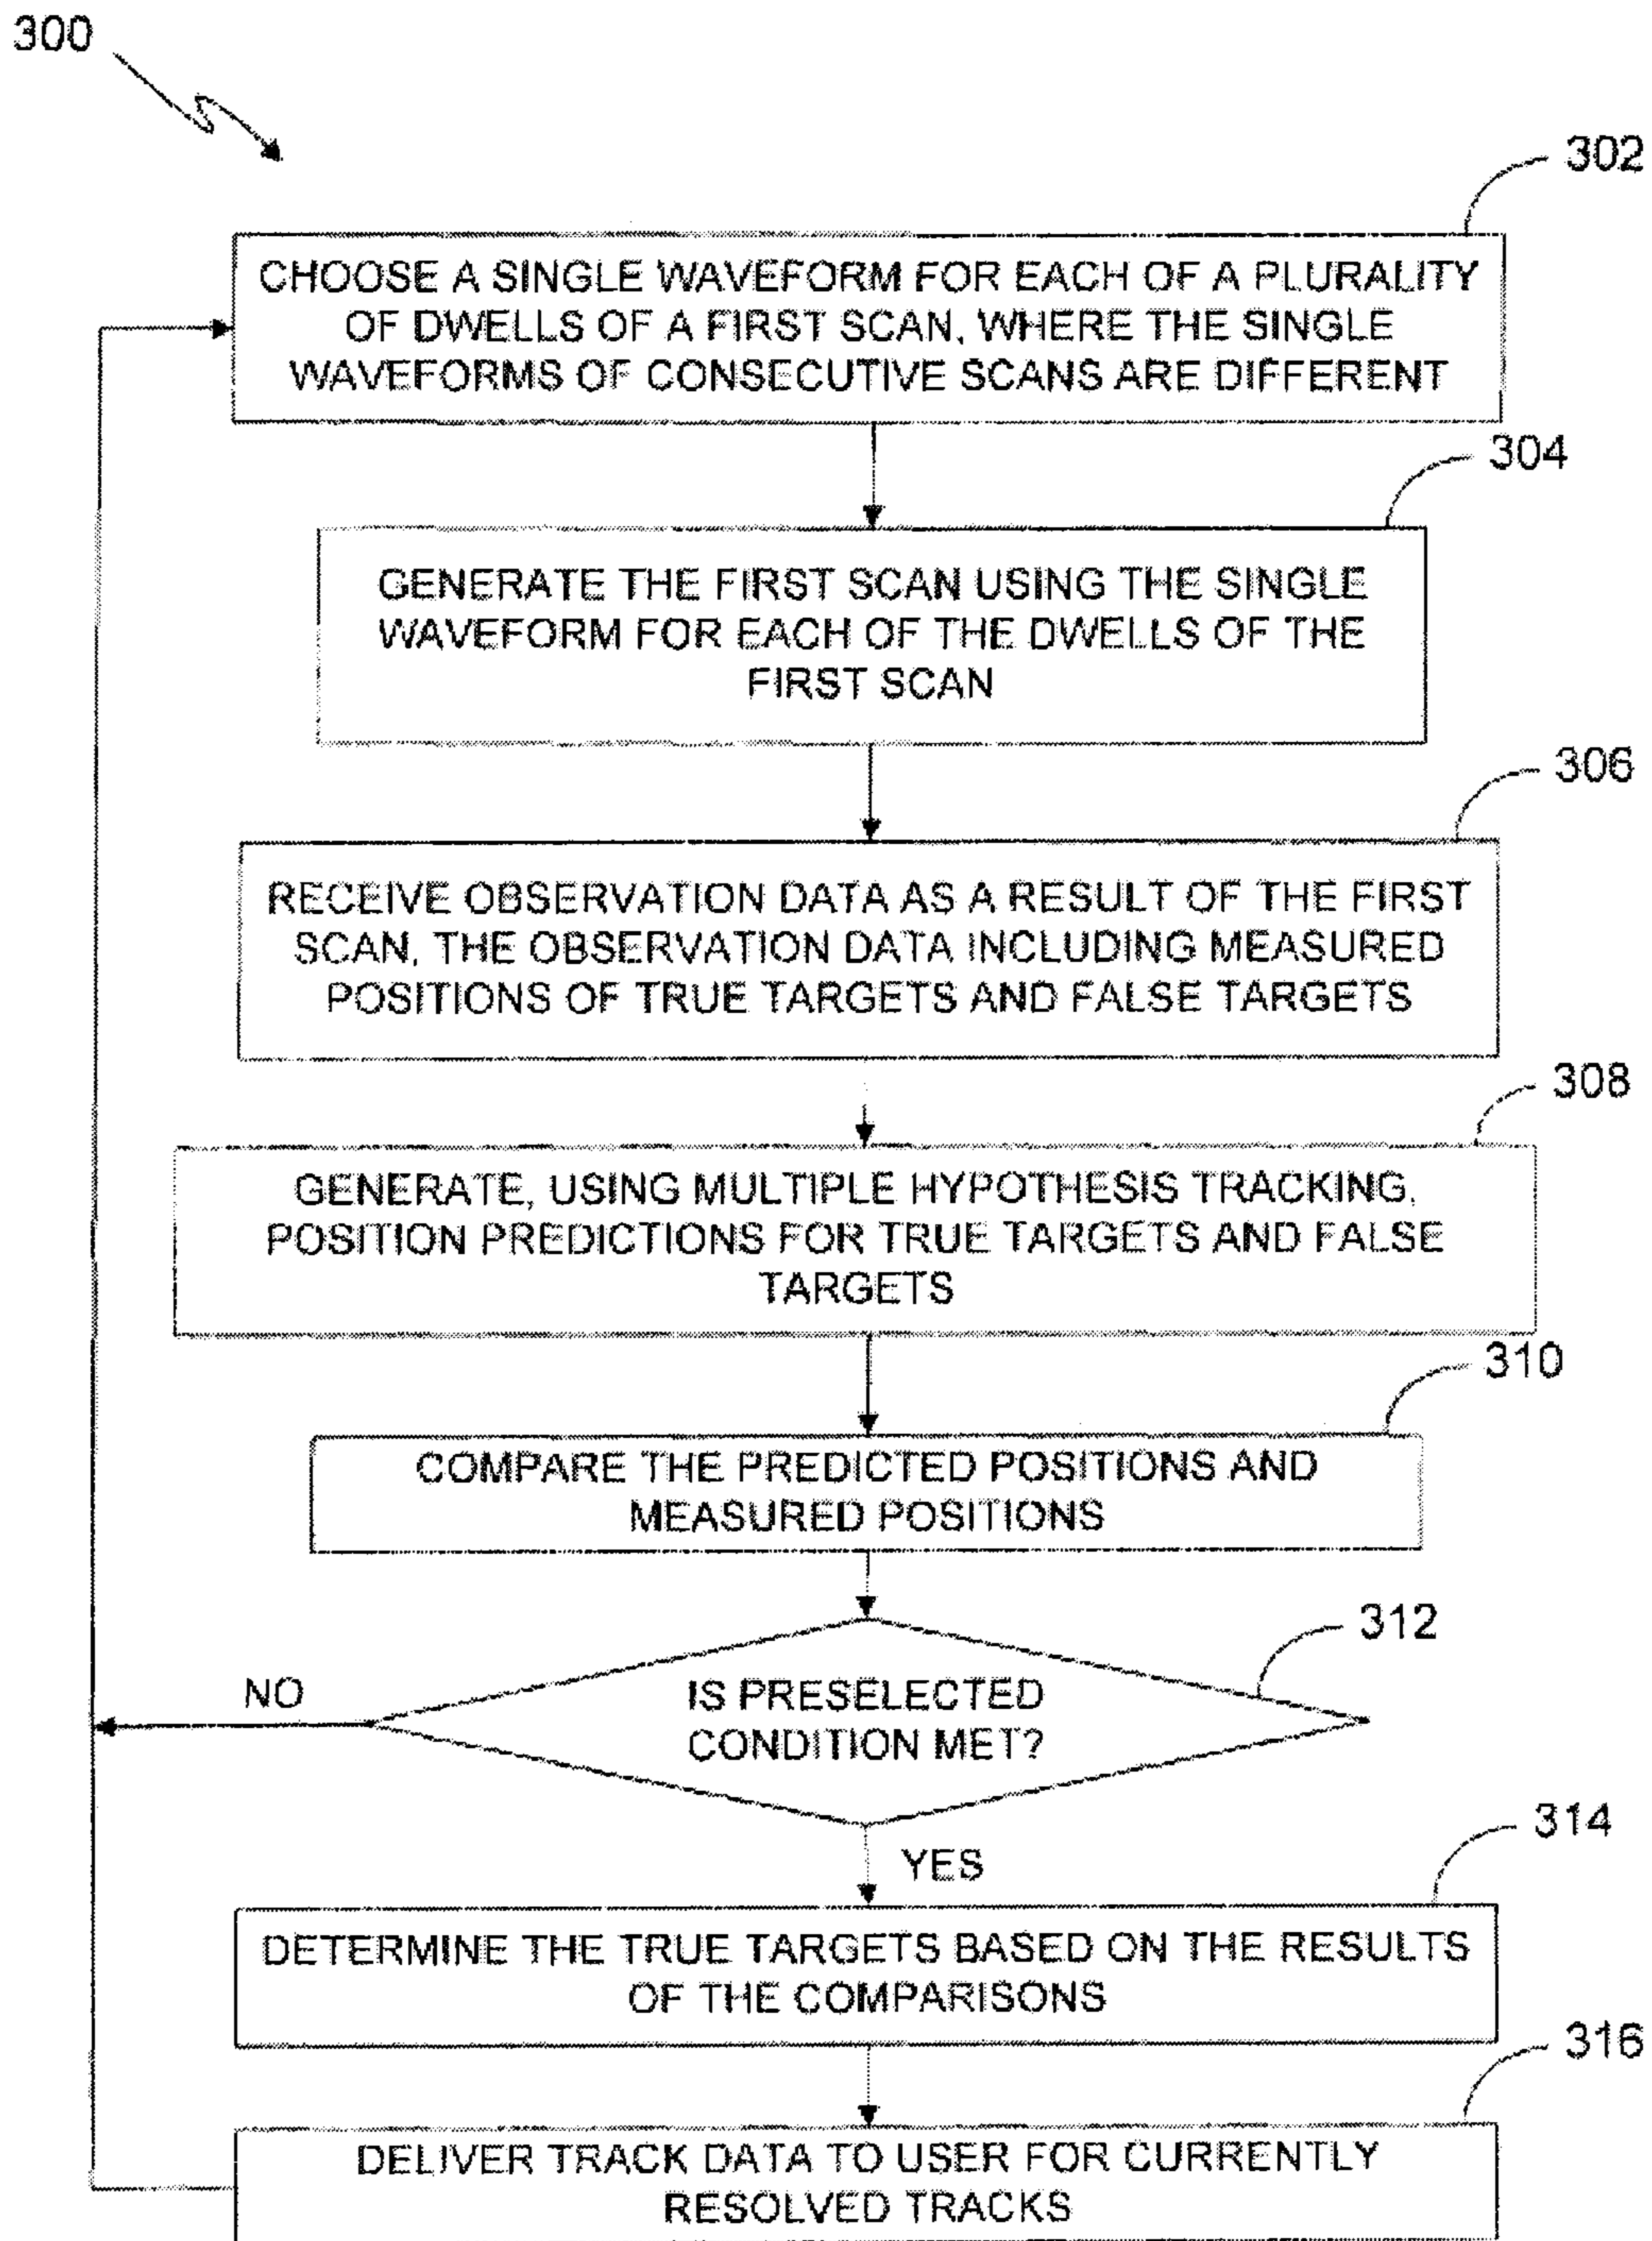 300
302
CHOOSE A SINGLE WAVEFORM FOR EACH OF A PLURALITY
OF DWELLS OF A FIRST SCAN, WHERE THE SINGLE
WAVEFORMS OF CONSECUTIVE SCANS ARE DIFFERENT
304
GENERATE THE FIRST SCAN USING THE SINGLE
WAVEFORM FOR EACH OF THE DWELLS OF THE
FIRST SCAN
306
RECEIVE OBSERVATION DATA AS A RESULT OF THE FIRST
SCAN, THE OBSERVATION DATA INCLUDING MEASURED
POSITIONS OF TRUE TARGETS AND FALSE TARGETS
308
GENERATE, USING MULTIPLE HYPOTHESIS TRACKING,
POSITION PREDICTIONS FOR TRUE TARGETS AND FALSE
TARGETS
310
COMPARE THE PREDICTED POSITIONS AND
MEASURED POSITIONS
312
IS PRESELECTED
CONDITION MET?
NO
YES
314
DETERMINE THE TRUE TARGETS BASED ON THE RESULTS
OF THE COMPARISONS
316
DELIVER TRACK DATA TO USER FOR CURRENTLY
RESOLVED TRACKS